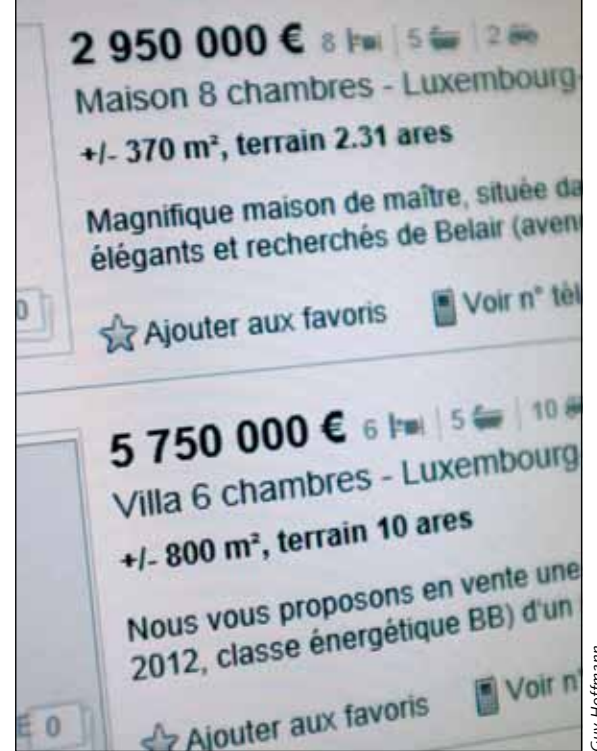 2 950 000 € 8 5 2
Maison 8 chambres - Luxembourg-
+/- 370 m², terrain 2.31 ares
Magnifique maison de maître, située da
élégants et recherchés de Belair (aven
0
Ajouter aux favoris Voir n° tél
5 750 000 € 6 5 10
Villa 6 chambres - Luxembourg
+/- 800 m², terrain 10 ares
Nous vous proposons en vente une
2012, classe énergétique BB) d'un
E 0
Ajouter aux favoris Voir n°
Guy Hoffmann